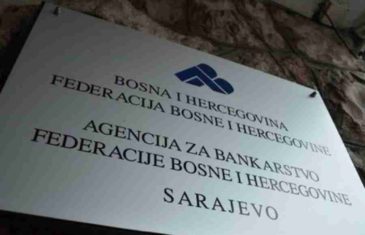 BOSNA I HERCEGOVINA
FEDERACIJA BOSNE I HERCEGOVINE
AGENCIJA ZA BANKARSTVO
FEDERACIJE BOSNE I HERCEGOVINE
SARAJEVO